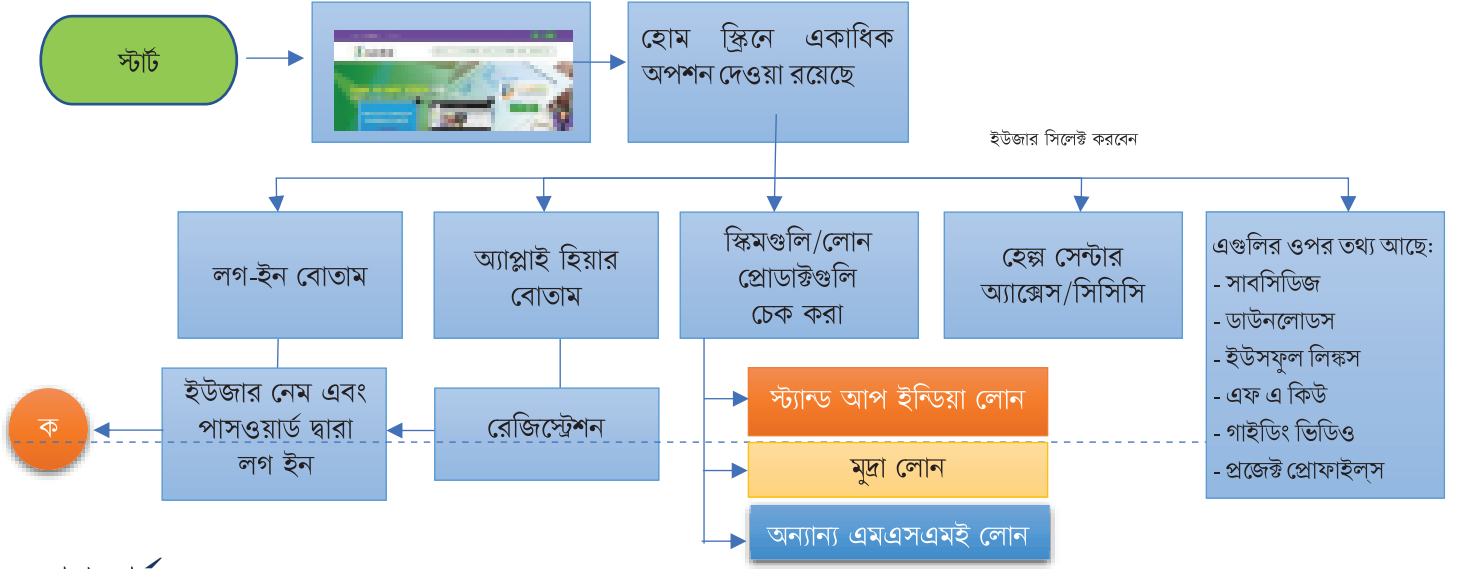 স্টার্ট
হোম স্ক্রিনে একাধিক
অপশন দেওয়া রয়েছে
ইউজার সিলেক্ট করবেন
লগ-ইন বোতাম
অ্যাপ্লাই হিয়ার
বোতাম
স্কিমগুলি/লোন
প্রোডাক্টগুলি
চেক করা
হেল্প সেন্টার
অ্যাক্সেস/সিসিসি
এগুলির ওপর তথ্য আছে:
- সাবসিডিজ
- ডাউনলোডস
- ইউসফুল লিঙ্কস
- এফ এ কিউ
- গাইডিং ভিডিও
- প্রজেক্ট প্রোফাইল্‌স
ক
ইউজার নেম এবং
পাসওয়ার্ড দ্বারা
লগ ইন
রেজিস্ট্রেশন
স্ট্যান্ড আপ ইন্ডিয়া লোন
মুদ্রা লোন
অন্যান্য এমএসএমই লোন